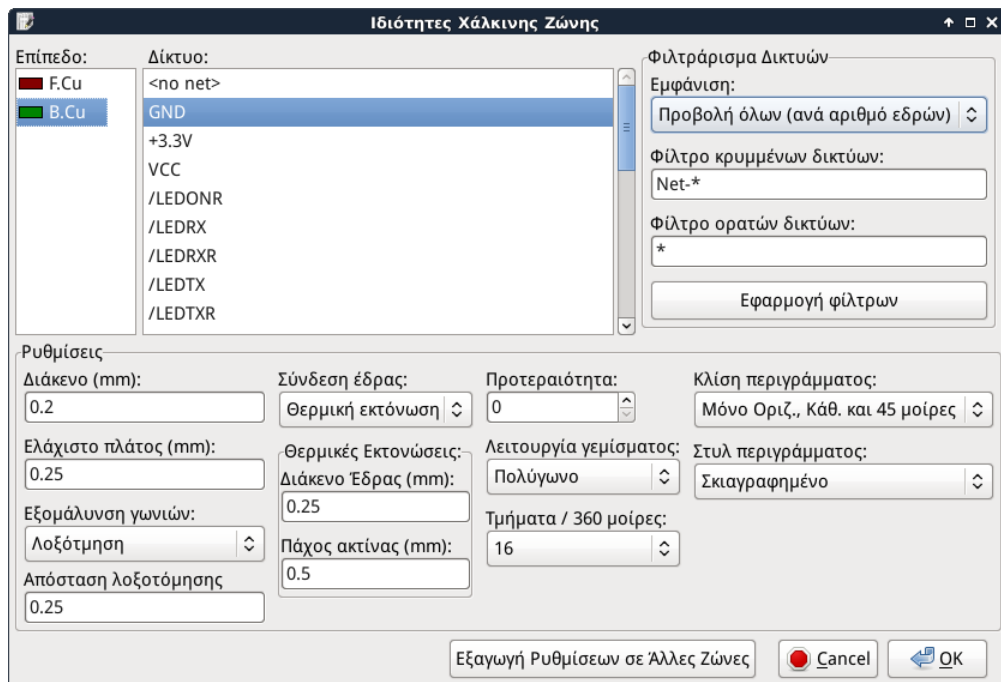 Ιδιότητες Χάλκινης Ζώνης
Επίπεδο:
F.Cu
B.Cu
Δίκτυο:
<no net>
GND
+3.3V
VCC
/LEDONR
/LEDRX
/LEDRXR
/LEDTX
/LEDTXR
Φιλτράρισμα Δικτυών
Εμφάνιση:
Προβολή όλων (ανά αριθμό εδρών)
Φίλτρο κρυμμένων δικτύων:
Net-*
Φίλτρο ορατών δικτύων:
*
Εφαρμογή φίλτρων
Ρυθμίσεις
Διάκενο (mm):
0.2
Ελάχιστο πλάτος (mm):
0.25
Εξομάλυνση γωνιών:
Λοξότμηση
Απόσταση λοξοτόμησης
0.25
Σύνδεση έδρας:
Θερμική εκτόνωση
Θερμικές Εκτονώσεις:
Διάκενο Έδρας (mm):
0.25
Πάχος ακτίνας (mm):
0.5
Προτεραιότητα:
0
Λειτουργία γεμίσματος:
Πολύγωνο
Τμήματα / 360 μοίρες:
16
Κλίση περιγράμματος:
Μόνο Οριζ., Κάθ. και 45 μοίρες
Στυλ περιγράμματος:
Σκιαγραφημένο
Εξαγωγή Ρυθμίσεων σε Άλλες Ζώνες
Cancel
OK